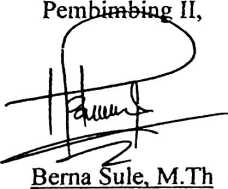 Pembimbing II,
Berna Sule, M.Th